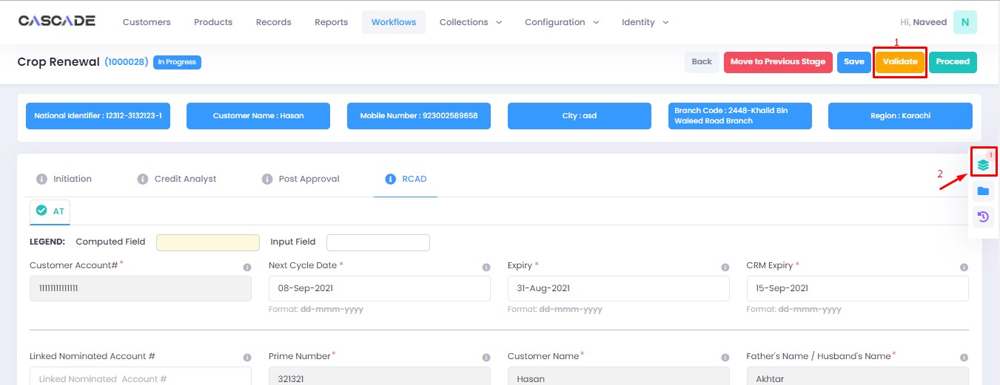 CASCADE Customers Products Records Reports Workflows Collections Configuration Identity Hi, Naveed N
1
Crop Renewal (1000028) In Progress Back Move to Previous Stage Save Validate Proceed
National Identifier : 12312-3132123-1 Customer Name : Hasan Mobile Number : 923002589658 City : asd Branch Code : 2448-Khalid Bin Region : Karachi
Waleed Road Branch
1
2
Initiation Credit Analyst Post Approval RCAD
AT
LEGEND: Computed Field Input Field
Customer Account#* Next Cycle Date * Expiry * CRM Expiry *
11111111111111 08-Sep-2021 31-Aug-2021 15-Sep-2021
Format: dd-mmm-yyyy Format: dd-mmm-yyyy Format: dd-mmm-yyyy
Linked Nominated Account # Prime Number* Customer Name* Father's Name / Husband's Name*
Linked Nominated Account # 321321 Hasan Akhtar